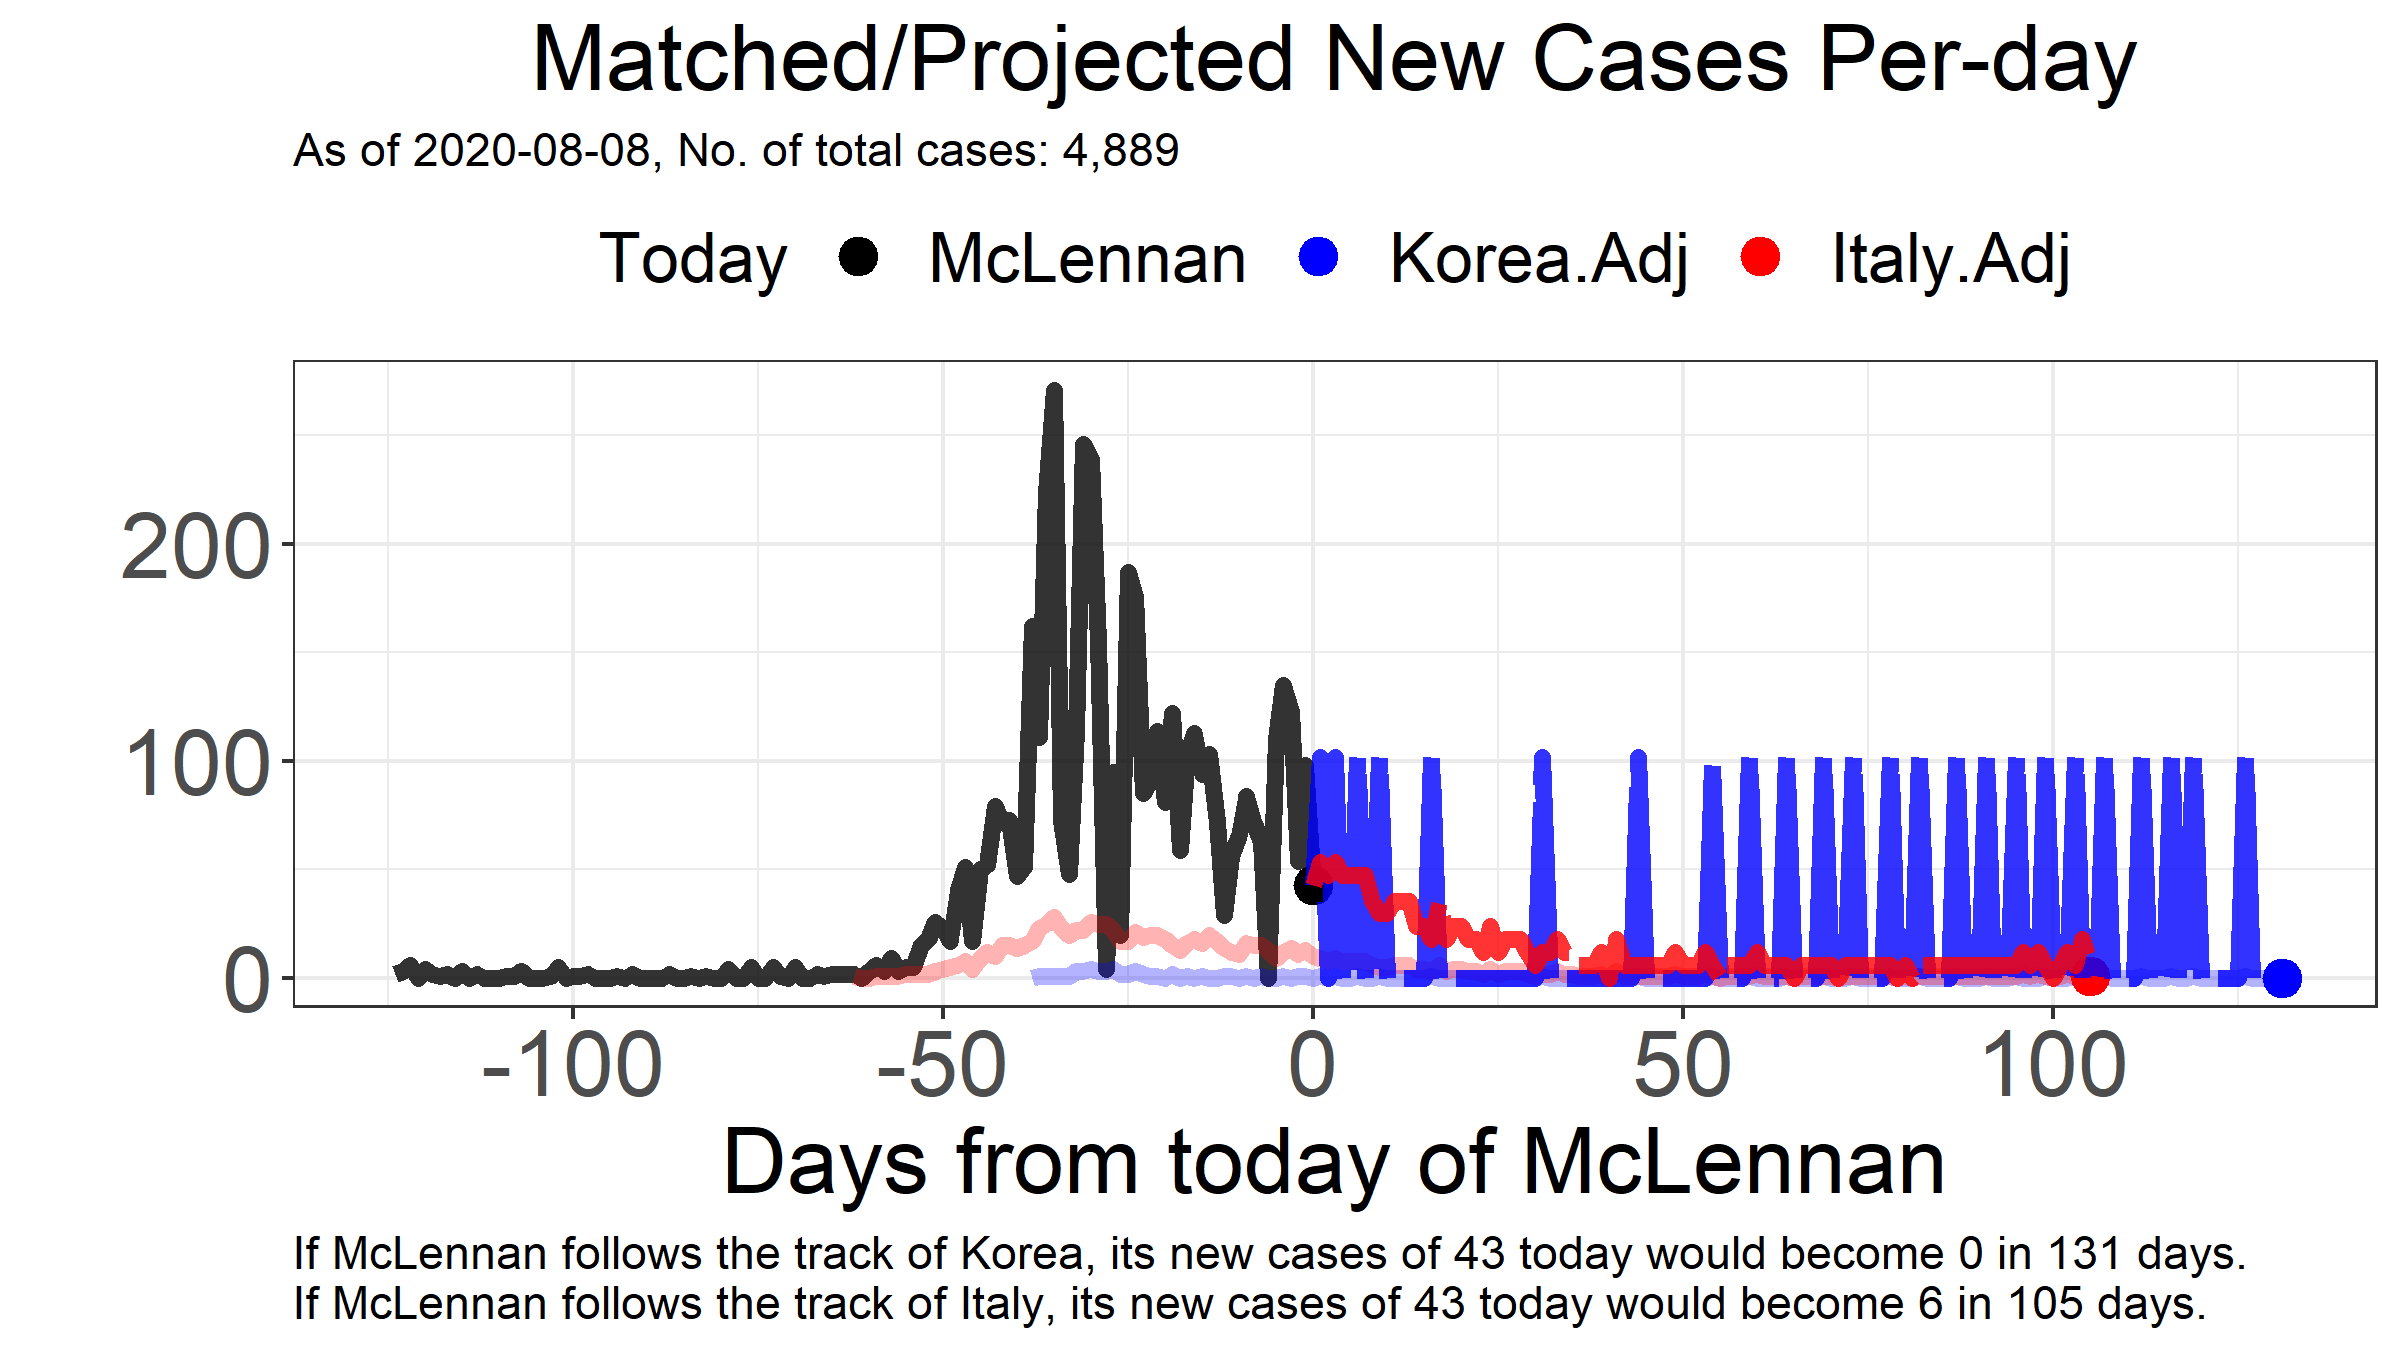 Matched/Projected New Cases Per-day
As of 2020-08-08, No. of total cases: 4,889
Today McLennan Korea.Adj Italy.Adj
200
100
0
-100 -50 0 50 100
Days from today of McLennan
If McLennan follows the track of Korea, its new cases of 43 today would become 0 in 131 days.
If McLennan follows the track of Italy, its new cases of 43 today would become 6 in 105 days.